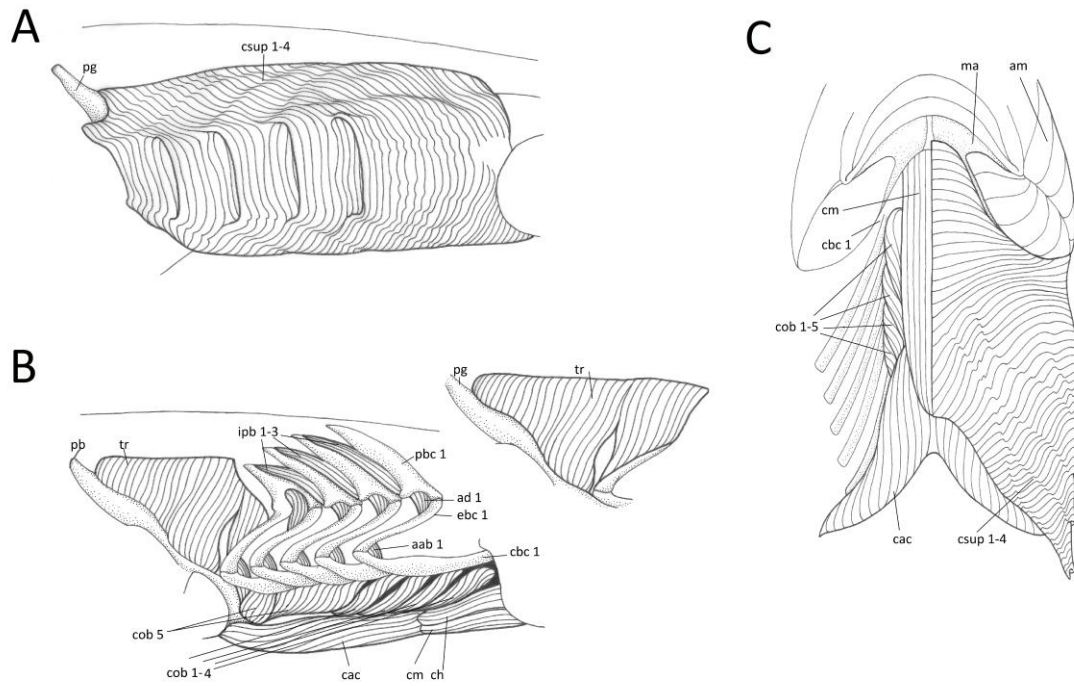 A
csup 1-4
pg
B
pb
tr
ipb 1-3
pbc 1
ad 1
ebc 1
aab 1
cbc 1
cob 5
cob 1-4
cac
cm
ch
pg
tr
C
ma
am
cm
cbc 1
cob 1-5
cac
csup 1-4